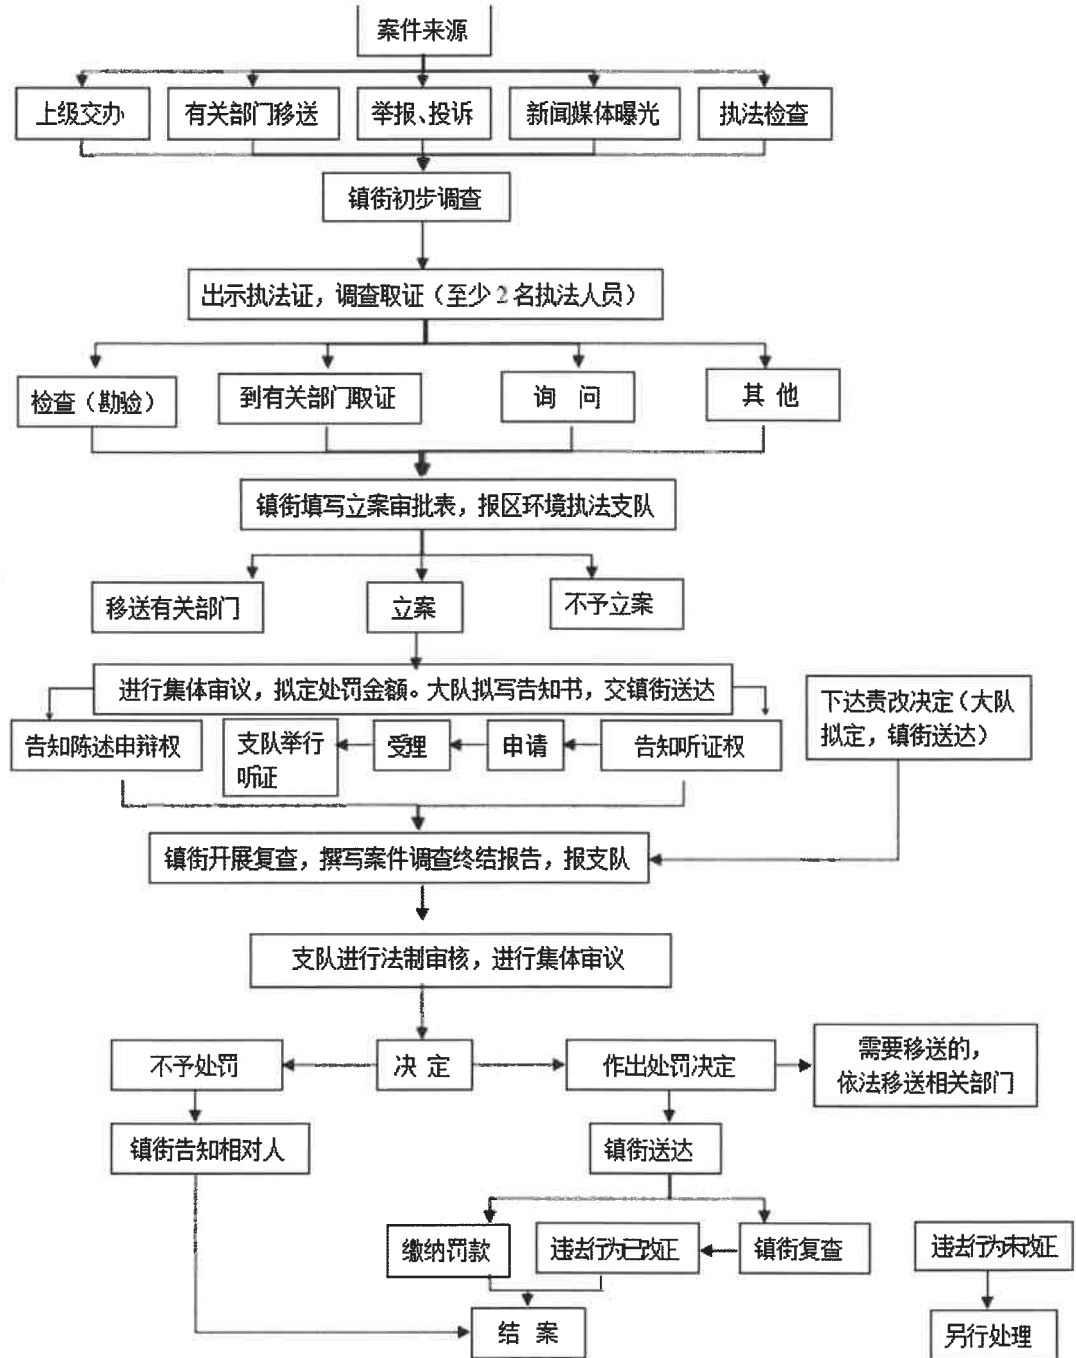 案件来源
上级交办
有关部门移送
举报、投诉
新闻媒体曝光
执法检查
镇街初步调查
出示执法证，调查取证（至少 2 名执法人员）
检查（勘验）
到有关部门取证
询 问
其 他
镇街填写立案审批表，报区环境执法支队
移送有关部门
立案
不予立案
进行集体审议，拟定处罚金额。大队拟写告知书，交镇街送达
下达责改决定（大队
拟定，镇街送达）
告知陈述申辩权
支队举行
听证
受理
申请
告知听证权
镇街开展复查，撰写案件调查终结报告，报支队
支队进行法制审核，进行集体审议
不予处罚
决 定
作出处罚决定
需要移送的，
依法移送相关部门
镇街告知相对人
镇街送达
缴纳罚款
违去行为已改正
镇街复查
违去行为未改正
结 案
另行处理